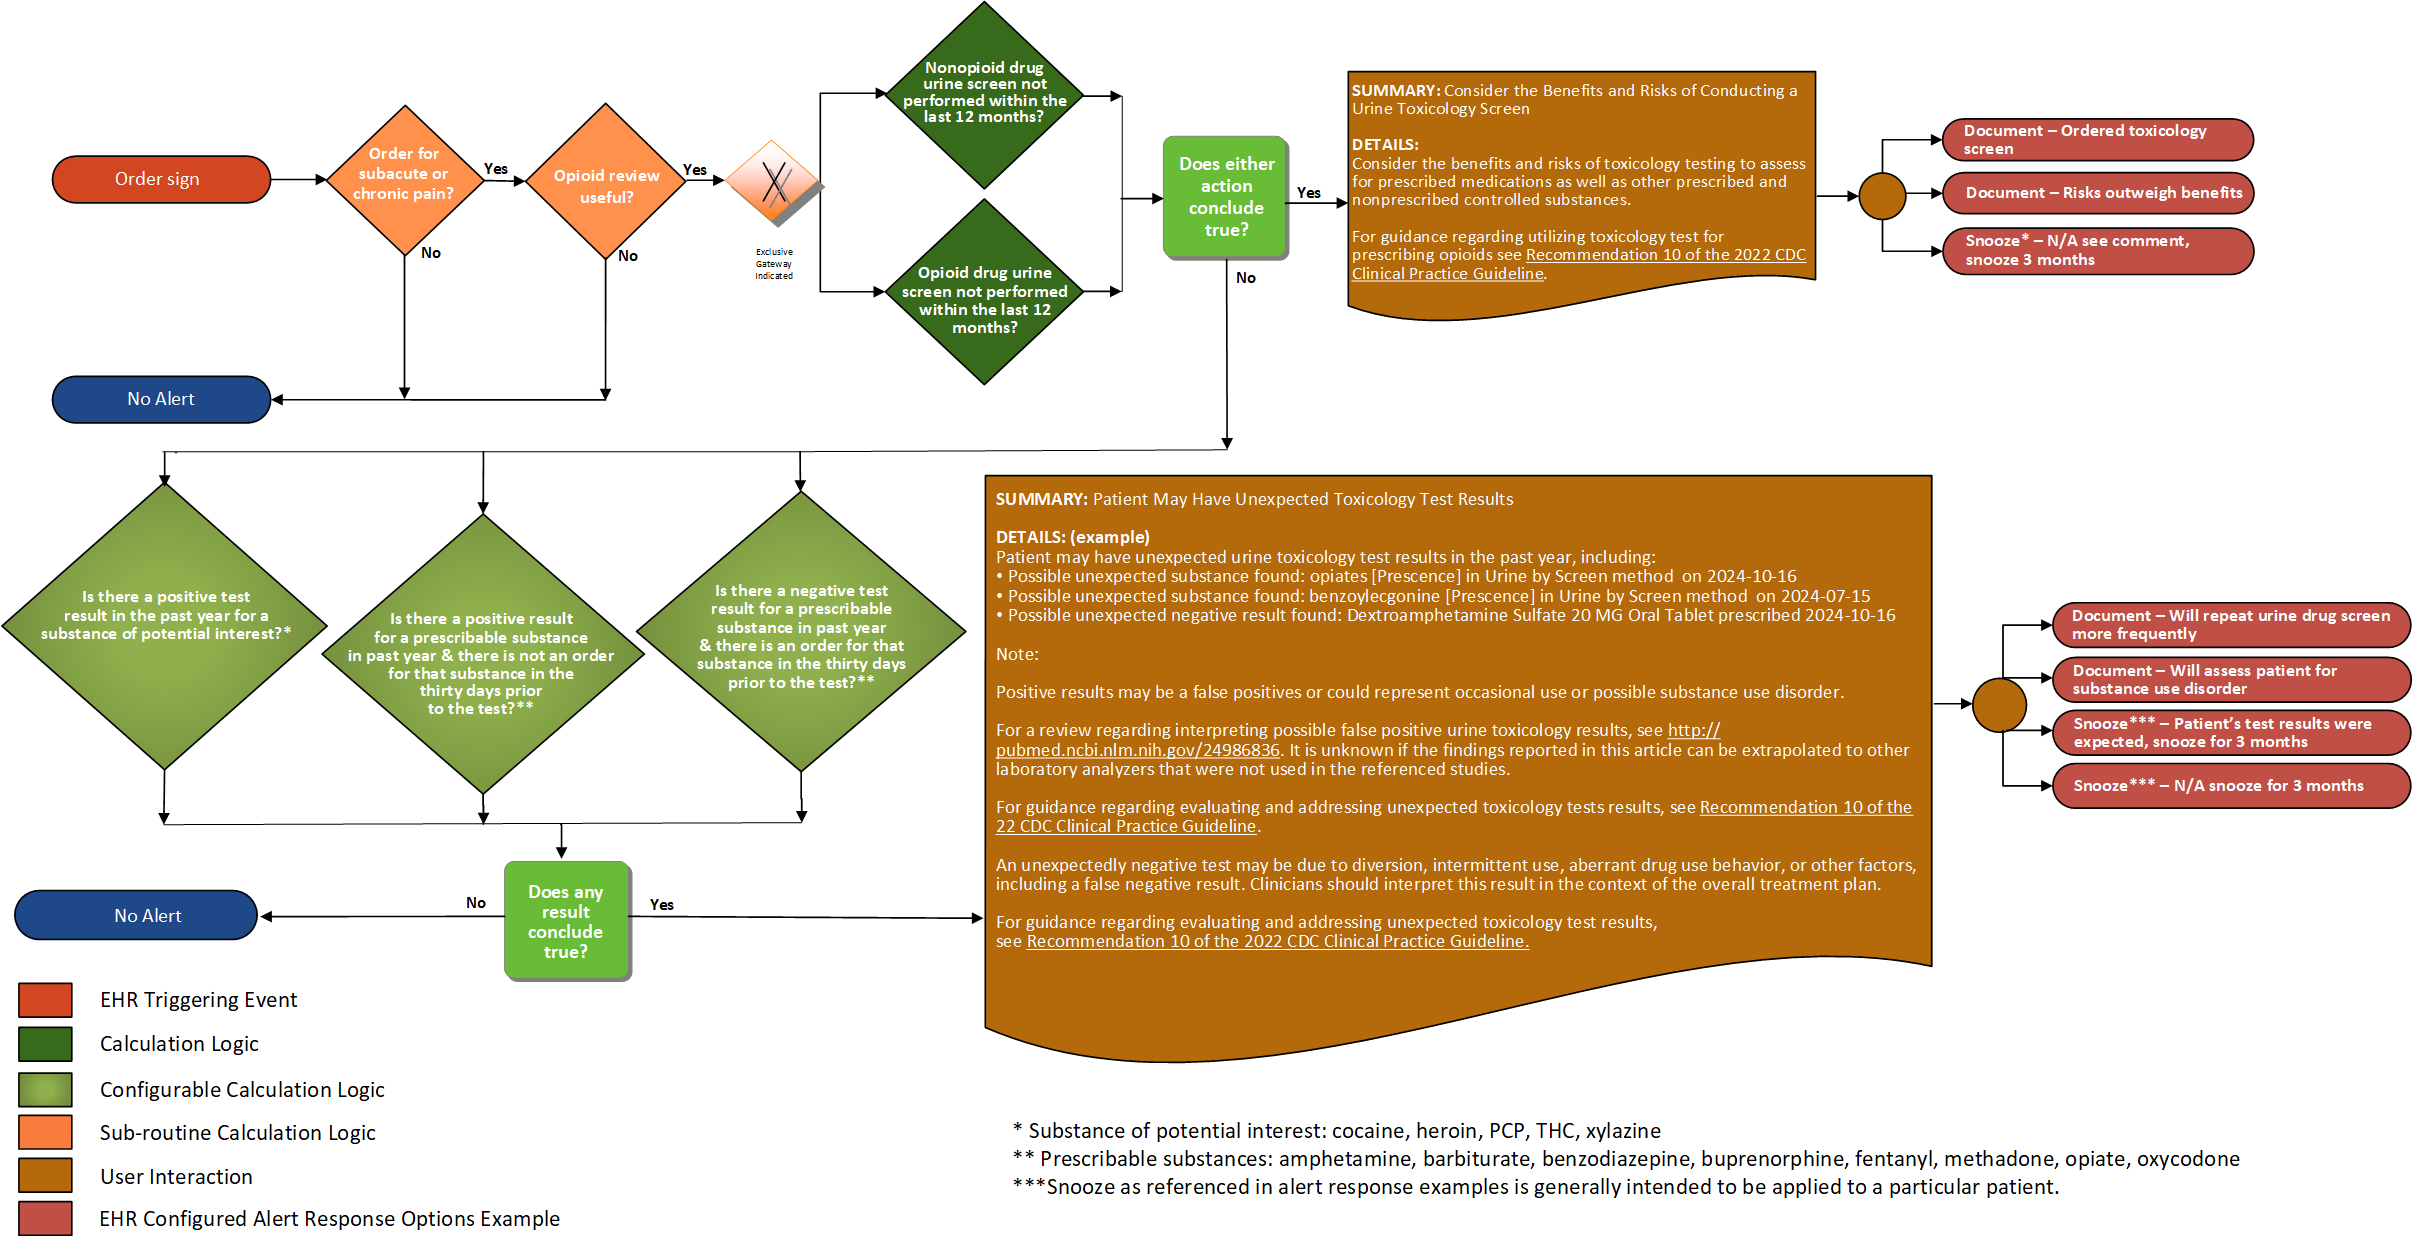 Order sign
Order for
subacute or
chronic pain?
Yes
No
Opioid review
useful?
Yes
No
Exclusive
Gateway
Indicated
Nonopioid drug
urine screen not
performed within the
last 12 months?
Opioid drug urine
screen not performed
within the last 12
months?
Does either
action
conclude
true?
Yes
No
SUMMARY: Consider the Benefits and Risks of Conducting a
Urine Toxicology Screen
DETAILS:
Consider the benefits and risks of toxicology testing to assess
for prescribed medications as well as other prescribed and
nonprescribed controlled substances.
For guidance regarding utilizing toxicology test for
prescribing opioids see Recommendation 10 of the 2022 CDC
Clinical Practice Guideline.
Document – Ordered toxicology
screen
Document – Risks outweigh benefits
Snooze* – N/A see comment,
snooze 3 months
No Alert
Is there a positive test
result in the past year for a
substance of potential interest?*
Is there a positive result
for a prescribable substance
in past year & there is not an order
for that substance in the
thirty days prior
to the test?**
Is there a negative test
result for a prescribable
substance in past year
& there is an order for that
substance in the thirty days
prior to the test?**
Does any
result
conclude
true?
No
Yes
No Alert
SUMMARY: Patient May Have Unexpected Toxicology Test Results
DETAILS: (example)
Patient may have unexpected urine toxicology test results in the past year, including:
• Possible unexpected substance found: opiates [Prescence] in Urine by Screen method on 2024-10-16
• Possible unexpected substance found: benzoylecgonine [Prescence] in Urine by Screen method on 2024-07-15
• Possible unexpected negative result found: Dextroamphetamine Sulfate 20 MG Oral Tablet prescribed 2024-10-16
Note:
Positive results may be a false positives or could represent occasional use or possible substance use disorder.
For a review regarding interpreting possible false positive urine toxicology results, see http://
pubmed.ncbi.nlm.nih.gov/24986836. It is unknown if the findings reported in this article can be extrapolated to other
laboratory analyzers that were not used in the referenced studies.
For guidance regarding evaluating and addressing unexpected toxicology tests results, see Recommendation 10 of the
22 CDC Clinical Practice Guideline.
An unexpectedly negative test may be due to diversion, intermittent use, aberrant drug use behavior, or other factors,
including a false negative result. Clinicians should interpret this result in the context of the overall treatment plan.
For guidance regarding evaluating and addressing unexpected toxicology test results,
see Recommendation 10 of the 2022 CDC Clinical Practice Guideline.
Document – Will repeat urine drug screen
more frequently
Document – Will assess patient for
substance use disorder
Snooze*** – Patient's test results were
expected, snooze for 3 months
Snooze*** – N/A snooze for 3 months
EHR Triggering Event
Calculation Logic
Configurable Calculation Logic
Sub-routine Calculation Logic
User Interaction
EHR Configured Alert Response Options Example
* Substance of potential interest: cocaine, heroin, PCP, THC, xylazine
** Prescribable substances: amphetamine, barbiturate, benzodiazepine, buprenorphine, fentanyl, methadone, opiate, oxycodone
***Snooze as referenced in alert response examples is generally intended to be applied to a particular patient.